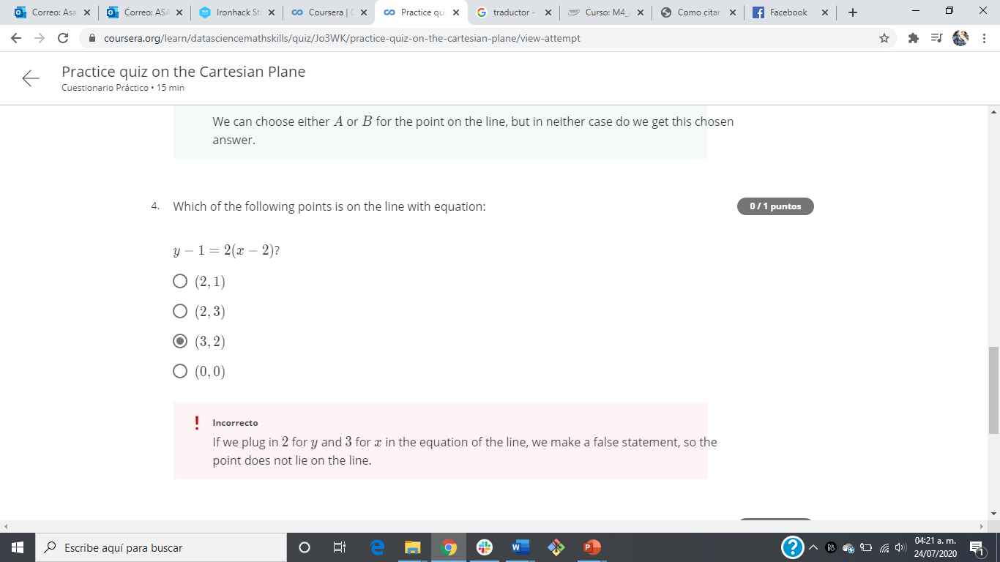 Correo: Asa
Correo: ASA
Ironhack St
Coursera | C
Practice qu
traductor -
Curso: M4_
Como citar
Facebook
coursera.org/learn/datasciencemathskills/quiz/Jo3WK/practice-quiz-on-the-cartesian-plane/view-attempt
Practice quiz on the Cartesian Plane
Cuestionario Práctico • 15 min
We can choose either A or B for the point on the line, but in neither case do we get this chosen
answer.
4. Which of the following points is on the line with equation:
0 / 1 puntos
y − 1 = 2(x − 2)?
(2, 1)
(2, 3)
(3, 2)
(0, 0)
! Incorrecto
If we plug in 2 for y and 3 for x in the equation of the line, we make a false statement, so the
point does not lie on the line.
Escribe aquí para buscar
04:21 a. m.
24/07/2020
1